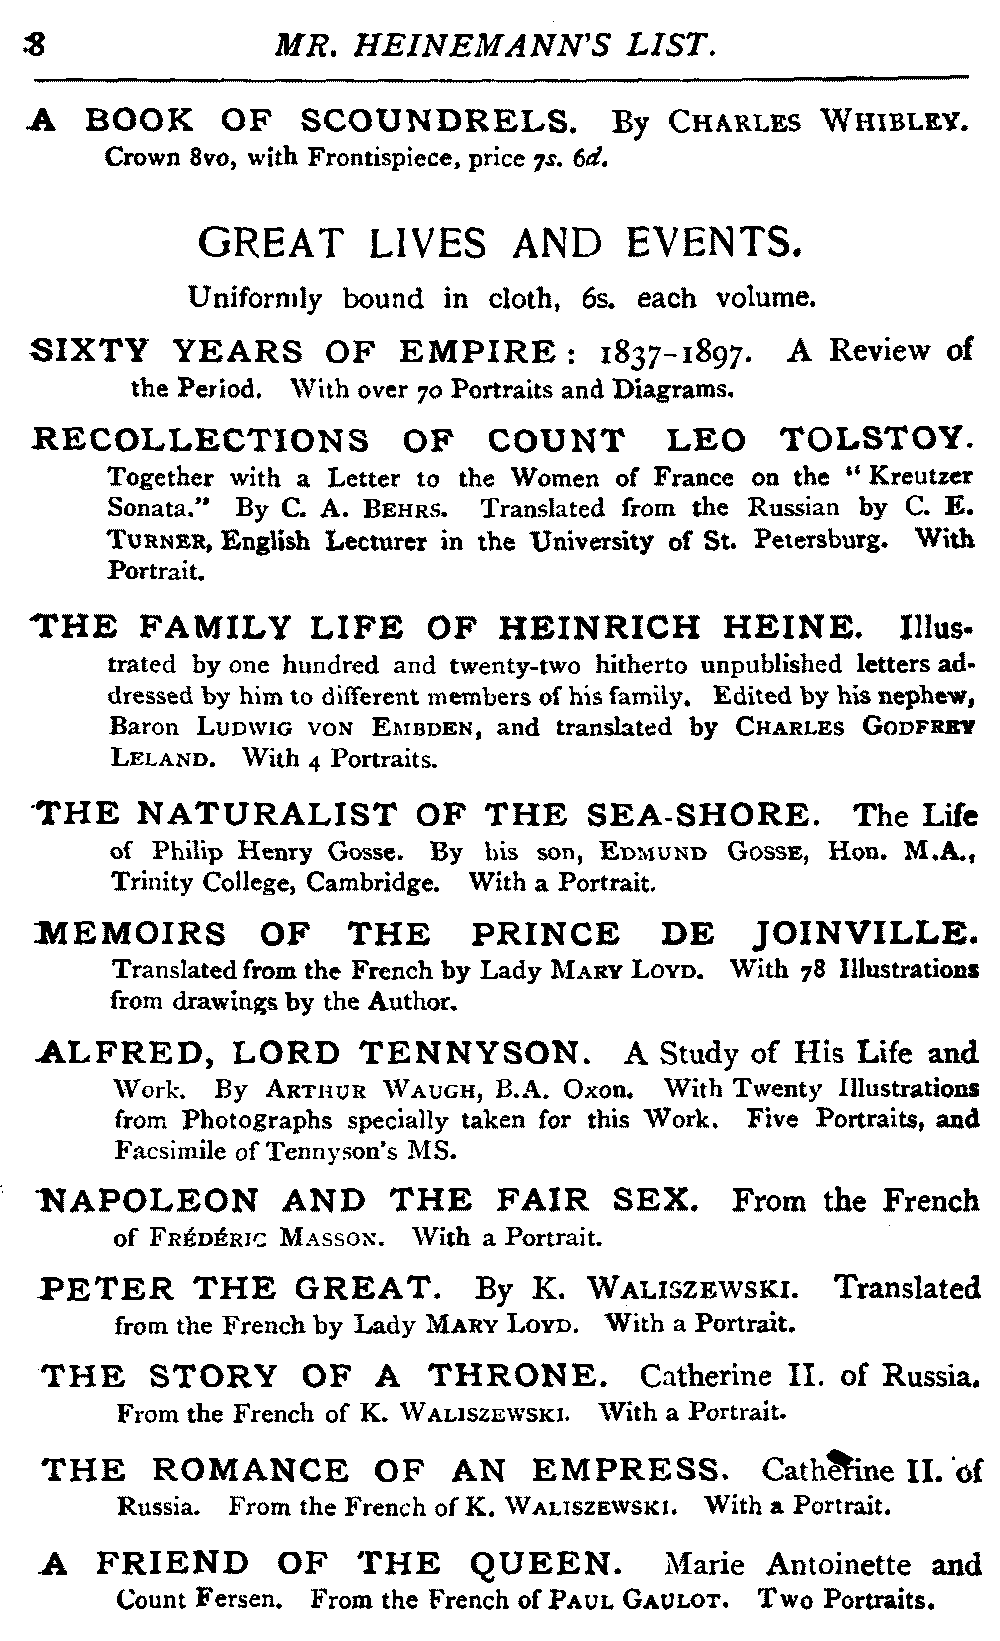 8 MR. HEINEMANN'S LIST.
A BOOK OF SCOUNDRELS. By CHARLES WHIBLEY.
Crown 8vo, with Frontispiece, price 7s. 6d.
GREAT LIVES AND EVENTS.
Uniformly bound in cloth, 6s. each volume.
SIXTY YEARS OF EMPIRE: 1837-1897. A Review of
the Period. With over 70 Portraits and Diagrams.
RECOLLECTIONS OF COUNT LEO TOLSTOY.
Together with a Letter to the Women of France on the "Kreutzer
Sonata." By C. A. BEHRS. Translated from the Russian by C. E.
TURNER, English Lecturer in the University of St. Petersburg. With
Portrait.
THE FAMILY LIFE OF HEINRICH HEINE. Illus-
trated by one hundred and twenty-two hitherto unpublished letters ad-
dressed by him to different members of his family. Edited by his nephew,
Baron LUDWIG VON EMBDEN, and translated by CHARLES GODFREY
LELAND. With 4 Portraits.
THE NATURALIST OF THE SEA-SHORE. The Life
of Philip Henry Gosse. By his son, EDMUND GOSSE, Hon. M.A.,
Trinity College, Cambridge. With a Portrait.
MEMOIRS OF THE PRINCE DE JOINVILLE.
Translated from the French by Lady MARY LOYD. With 78 Illustrations
from drawings by the Author.
ALFRED, LORD TENNYSON. A Study of His Life and
Work. By ARTHUR WAUGH, B.A. Oxon. With Twenty Illustrations
from Photographs specially taken for this Work. Five Portraits, and
Facsimile of Tennyson's MS.
NAPOLEON AND THE FAIR SEX. From the French
of FRÉDÉRIC MASSON. With a Portrait.
PETER THE GREAT. By K. WALISZEWSKI. Translated
from the French by Lady MARY LOYD. With a Portrait.
THE STORY OF A THRONE. Catherine II. of Russia.
From the French of K. WALISZEWSKI. With a Portrait.
THE ROMANCE OF AN EMPRESS. Catherine II. of
Russia. From the French of K. WALISZEWSKI. With a Portrait.
A FRIEND OF THE QUEEN. Marie Antoinette and
Count Fersen. From the French of PAUL GAULOT. Two Portraits.